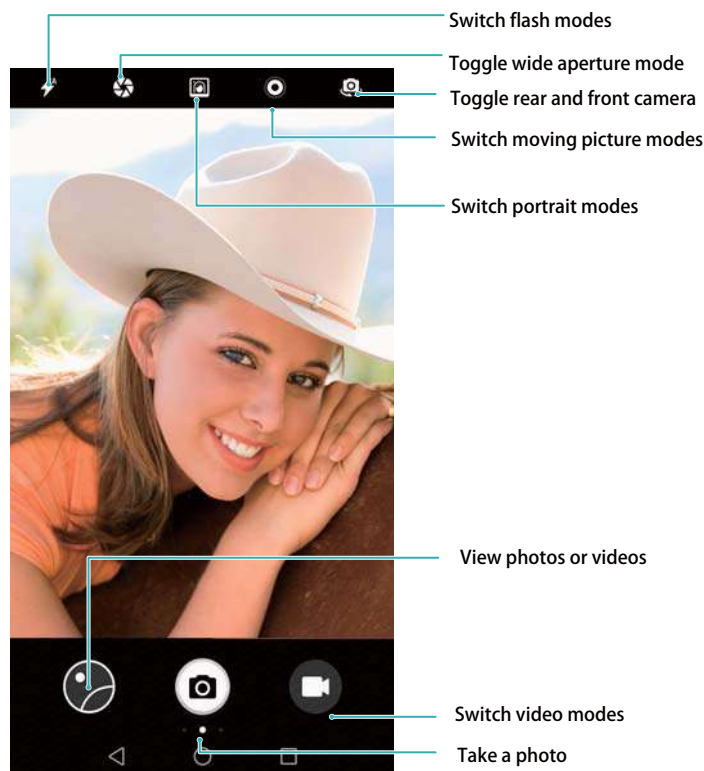 Switch flash modes
Toggle wide aperture mode
Toggle rear and front camera
Switch moving picture modes
Switch portrait modes
View photos or videos
Switch video modes
Take a photo